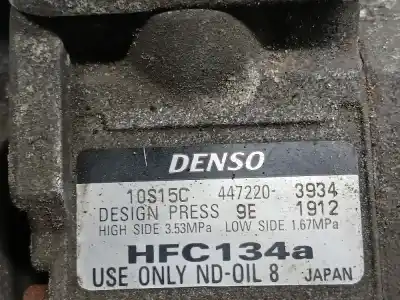 DENSO
10S15C 447220- 3934
DESIGN PRESS 9E 1912
HIGH SIDE 3.53MPa LOW SIDE 1.67MPa
HFC134a
USE ONLY ND-OIL 8 JAPAN